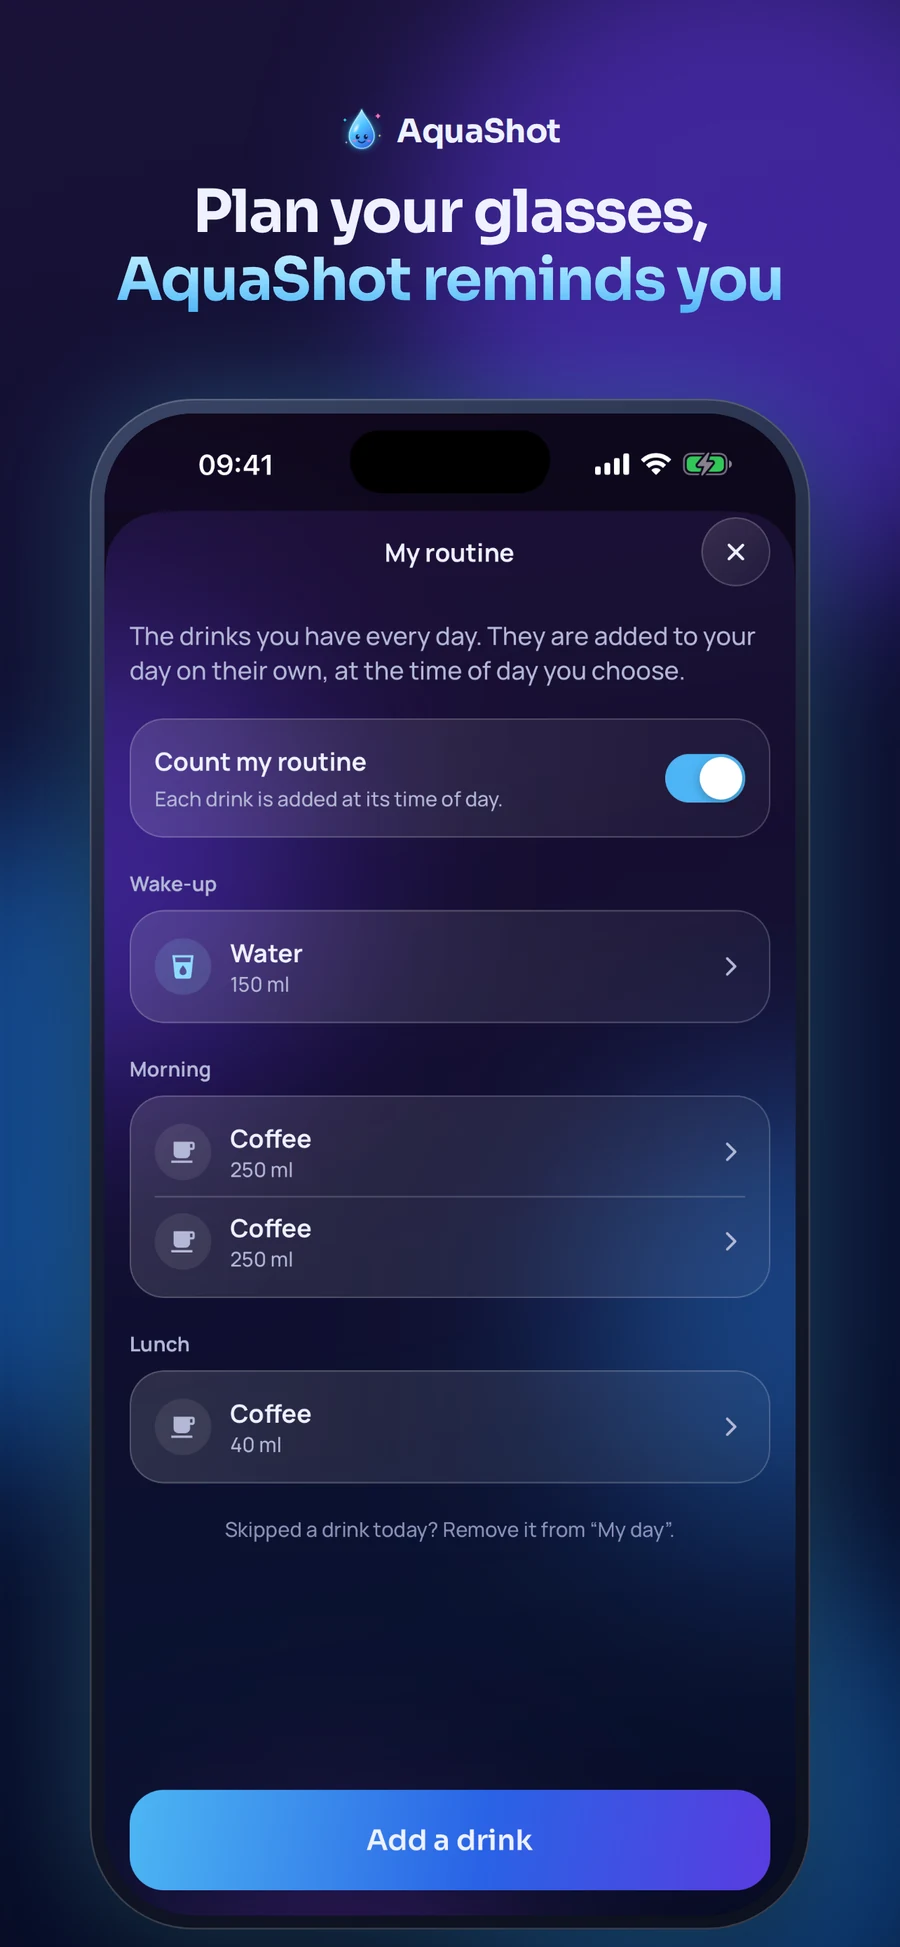 AquaShot
Plan your glasses,
AquaShot reminds you
09:41
My routine
The drinks you have every day. They are added to your
day on their own, at the time of day you choose.
Count my routine
Each drink is added at its time of day.
Wake-up
Water
150 ml
Morning
Coffee
250 ml
Coffee
250 ml
Lunch
Coffee
40 ml
Skipped a drink today? Remove it from “My day”.
Add a drink